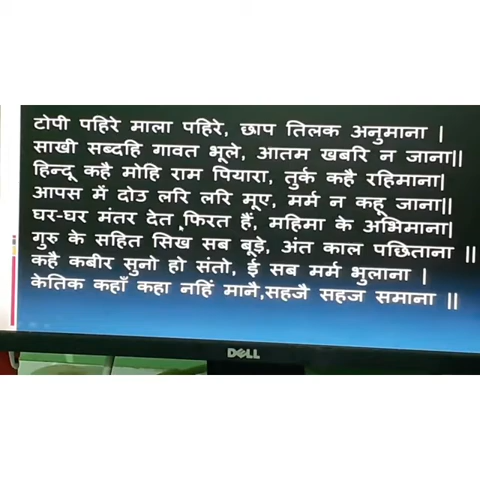 टोपी पहिरे माला पहिरे, छाप तिलक अनुमाना |
साखी सब्दहि गावत भूले, आतम खबरि न जाना||
हिन्दू कहै मोहि राम पियारा, तुर्क कहै रहिमाना|
आपस में दोउ लरि लरि मूए, मर्म न कहू जाना||
घर-घर मंतर देत फिरत हैं, महिमा के अभिमाना|
गुरु के सहित सिख सब बूड़े, अंत काल पछिताना ||
कहै कबीर सुनो हो संतो, ई सब मर्म भुलाना |
केतिक कहाँ कहा नहिं मानै,सहजै सहज समाना ||
DELL